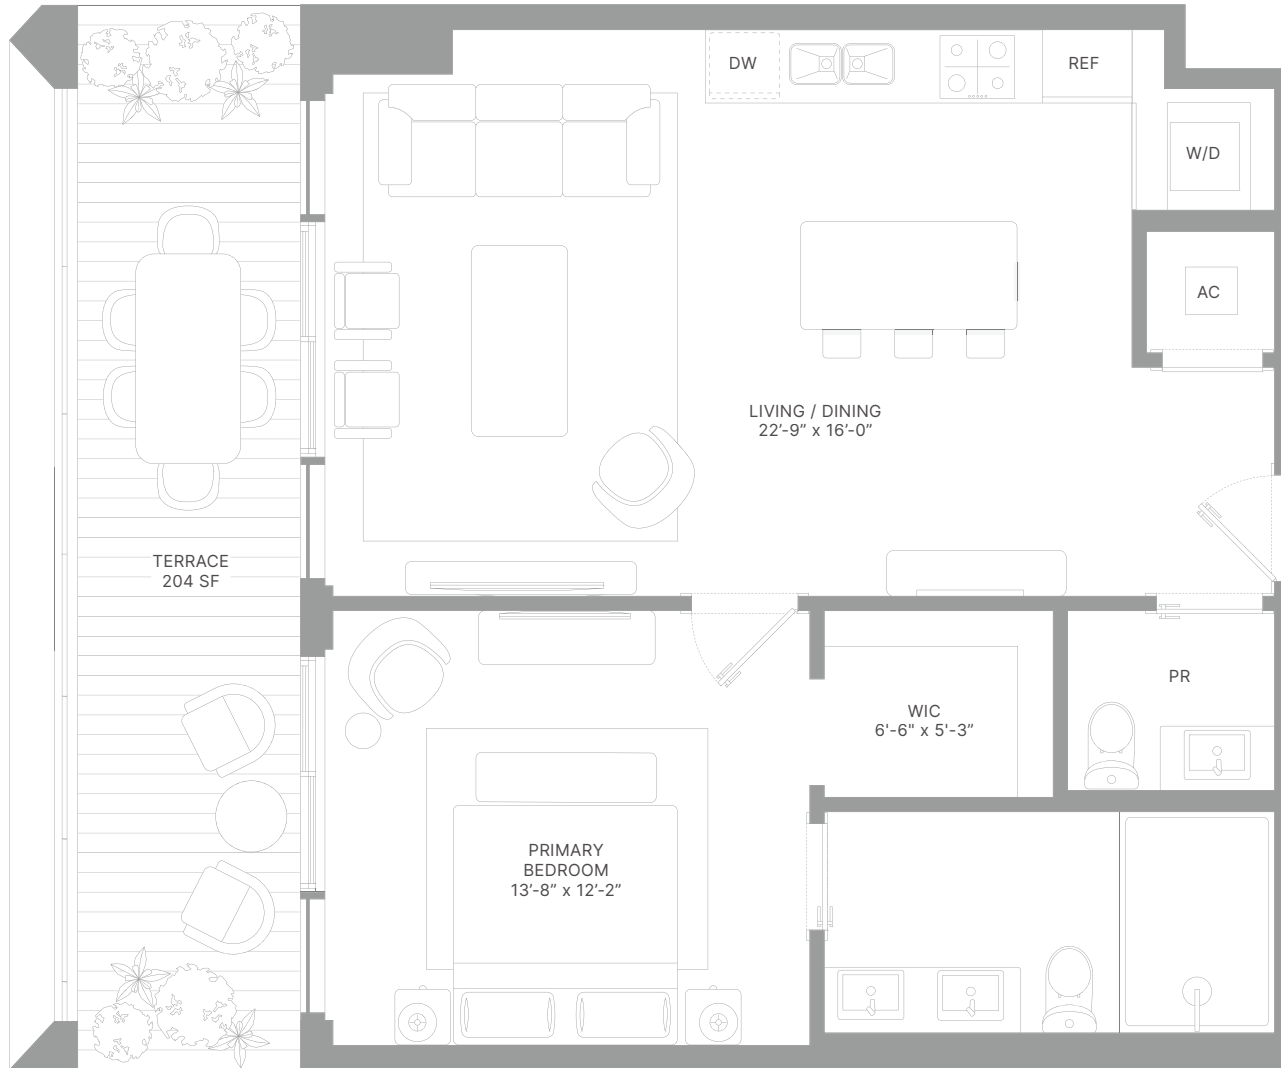 DW
REF
W/D
AC
LIVING / DINING
22’-9” x 16’-0”
TERRACE
204 SF
PR
WIC
6'-6" x 5'-3”
PRIMARY
BEDROOM
13’-8” x 12’-2”